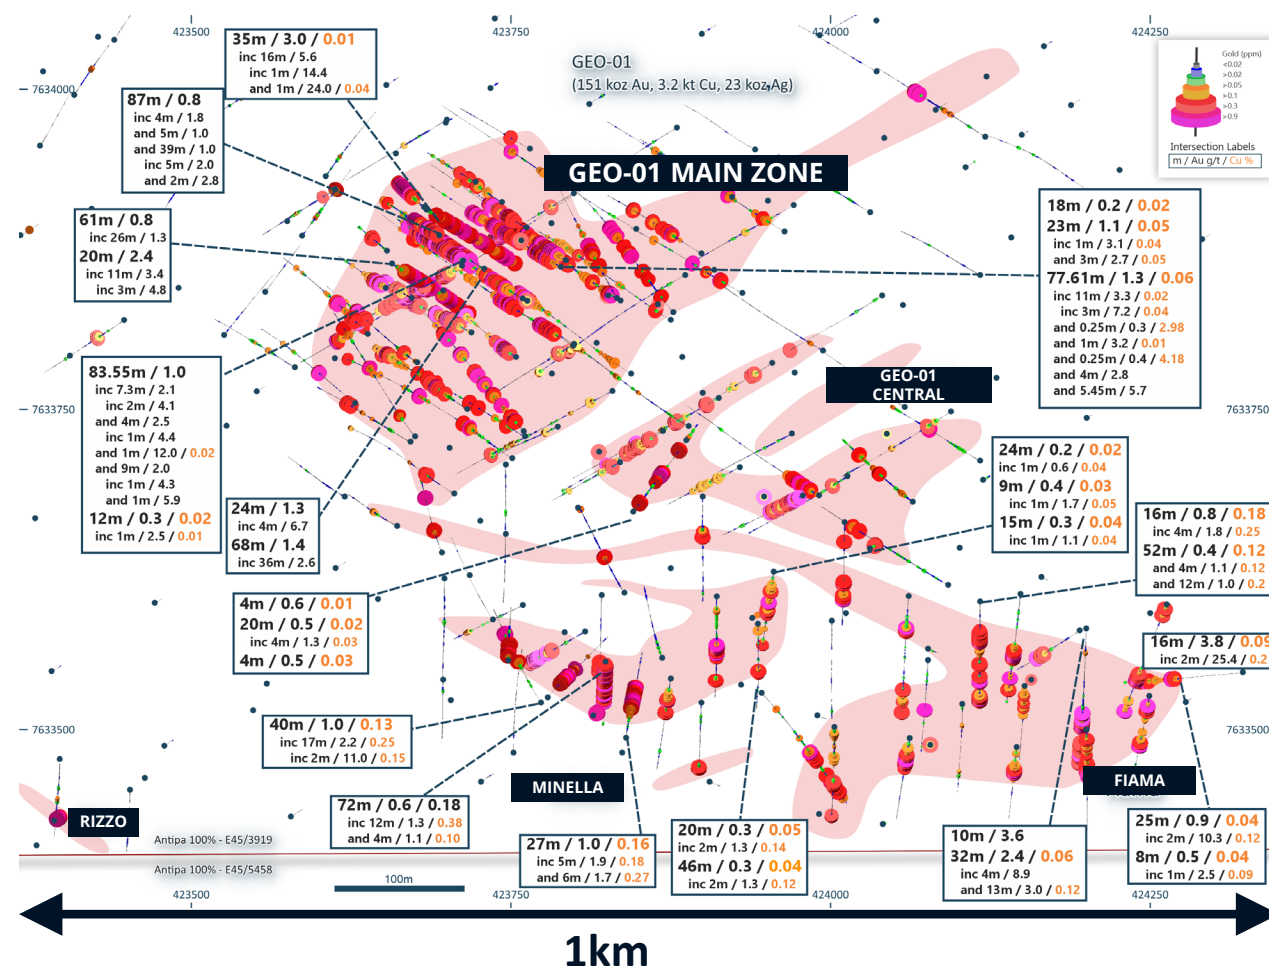 423500
423750
424000
424250
7634000
35m / 3.0 / 0.01
inc 16m / 5.6
inc 1m / 14.4
and 1m / 24.0 / 0.04
GEO-01
(151 koz Au, 3.2 kt Cu, 23 koz Ag)
Gold (ppm)
<0.02
>0.02
>0.05
>0.1
>0.3
>0.9
Intersection Labels
m / Au g/t / Cu %
87m / 0.8
inc 4m / 1.8
and 5m / 1.0
and 39m / 1.0
inc 5m / 2.0
and 2m / 2.8
GEO-01 MAIN ZONE
61m / 0.8
inc 26m / 1.3
20m / 2.4
inc 11m / 3.4
inc 3m / 4.8
18m / 0.2 / 0.02
23m / 1.1 / 0.05
inc 1m / 3.1 / 0.04
and 3m / 2.7 / 0.05
77.61m / 1.3 / 0.06
inc 11m / 3.3 / 0.02
inc 3m / 7.2 / 0.04
and 0.25m / 0.3 / 2.98
and 1m / 3.2 / 0.01
and 0.25m / 0.4 / 4.18
and 4m / 2.8
and 5.45m / 5.7
83.55m / 1.0
inc 7.3m / 2.1
inc 2m / 4.1
and 4m / 2.5
inc 1m / 4.4
and 1m / 12.0 / 0.02
and 9m / 2.0
inc 1m / 4.3
and 1m / 5.9
12m / 0.3 / 0.02
inc 1m / 2.5 / 0.01
GEO-01
CENTRAL
7633750
7633750
24m / 0.2 / 0.02
inc 1m / 0.6 / 0.04
9m / 0.4 / 0.03
inc 1m / 1.7 / 0.05
15m / 0.3 / 0.04
inc 1m / 1.1 / 0.04
24m / 1.3
inc 4m / 6.7
68m / 1.4
inc 36m / 2.6
16m / 0.8 / 0.18
inc 4m / 1.8 / 0.25
52m / 0.4 / 0.12
and 4m / 1.1 / 0.12
and 12m / 1.0 / 0.2
4m / 0.6 / 0.01
20m / 0.5 / 0.02
inc 4m / 1.3 / 0.03
4m / 0.5 / 0.03
16m / 3.8 / 0.09
inc 2m / 25.4 / 0.2
40m / 1.0 / 0.13
inc 17m / 2.2 / 0.25
inc 2m / 11.0 / 0.15
7633500
7633500
MINELLA
FIAMA
72m / 0.6 / 0.18
inc 12m / 1.3 / 0.38
and 4m / 1.1 / 0.10
RIZZO
27m / 1.0 / 0.16
inc 5m / 1.9 / 0.18
and 6m / 1.7 / 0.27
20m / 0.3 / 0.05
inc 2m / 1.3 / 0.14
46m / 0.3 / 0.04
inc 2m / 1.3 / 0.12
10m / 3.6
32m / 2.4 / 0.06
inc 4m / 8.9
and 13m / 3.0 / 0.12
25m / 0.9 / 0.04
inc 2m / 10.3 / 0.12
8m / 0.5 / 0.04
inc 1m / 2.5 / 0.09
Antipa 100% - E45/3919
Antipa 100% - E45/5458
100m
423500
423750
424000
424250
1km